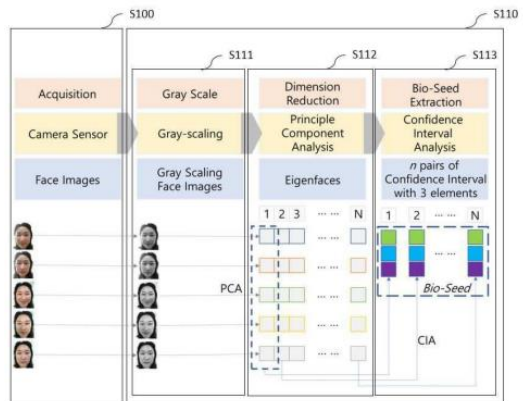 S100
S110
S111
S112
S113
Acquisition
Camera Sensor
Face Images
Gray Scale
Gray-scaling
Gray Scaling
Face Images
Dimension
Reduction
Principle
Component
Analysis
Eigenfaces
Bio-Seed
Extraction
Confidence
Interval
Analysis
n pairs of
Confidence Interval
with 3 elements
1 2 3 ... ... N
1 2 ... ... N
... ...
... ...
... ...
... ...
... ...
... ...
PCA
Bio-Seed
CIA